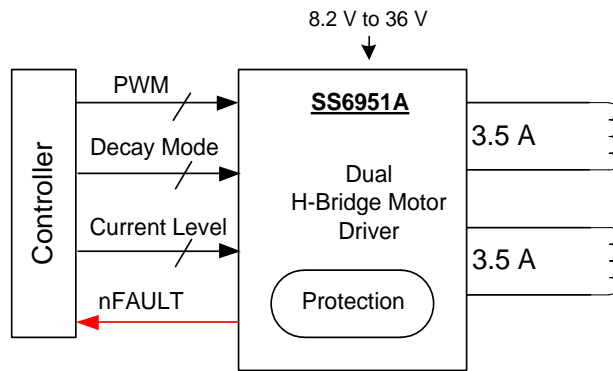 8.2 V to 36 V
Controller
PWM
Decay Mode
Current Level
nFAULT
SS6951A
Dual
H-Bridge Motor
Driver
Protection
3.5 A
3.5 A